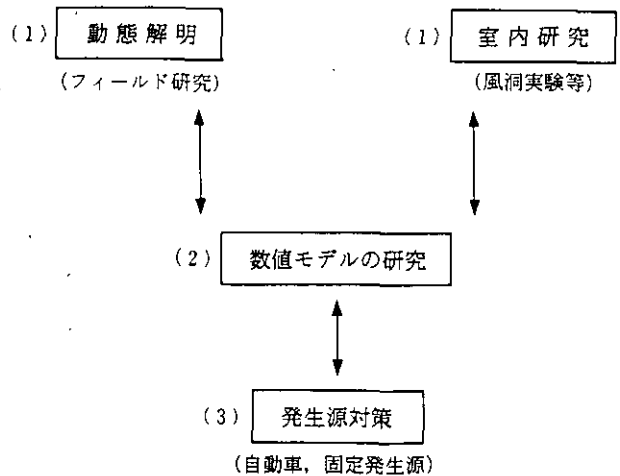 (1) 動態解明 (1) 室内研究
(フィールド研究) (風洞実験等)
(2) 数値モデルの研究
(3) 発生源対策
(自動車，固定発生源)